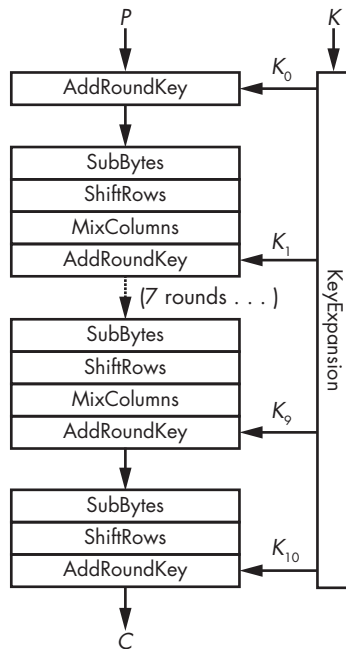 P K
AddRoundKey K₀
SubBytes
ShiftRows
MixColumns
AddRoundKey K₁
(7 rounds . . . )
KeyExpansion
SubBytes
ShiftRows
MixColumns
AddRoundKey K₉
SubBytes
ShiftRows
AddRoundKey K₁₀
C